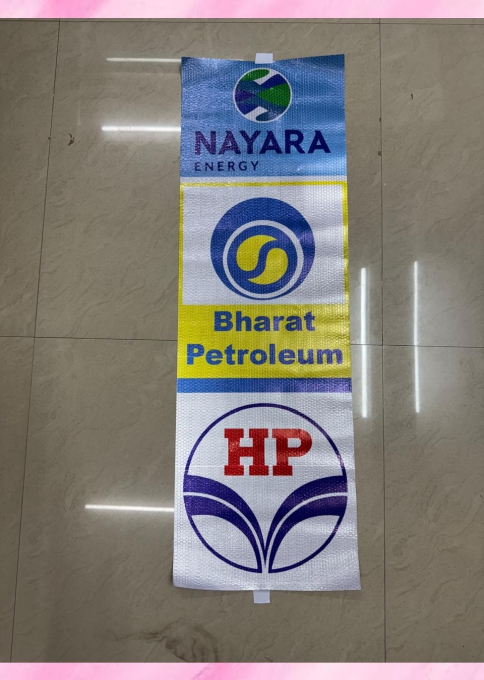 NAYARA
ENERGY
Bharat
Petroleum
HP